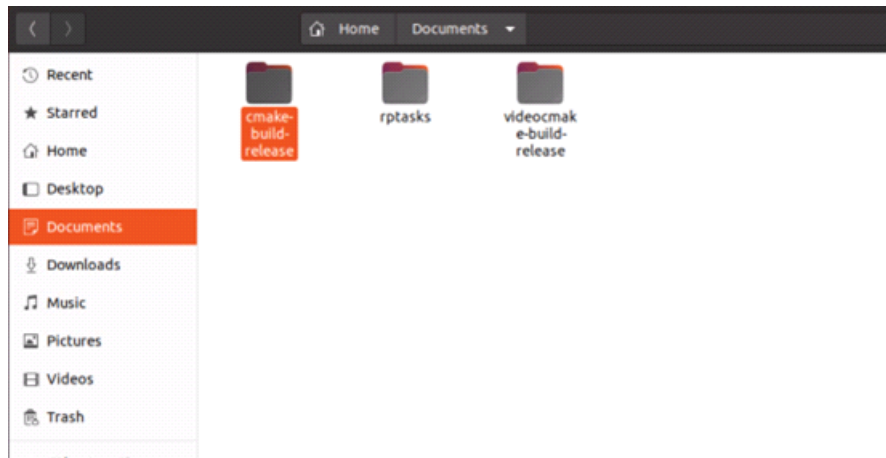 Home Documents
Recent
Starred
Home
Desktop
Documents
Downloads
Music
Pictures
Videos
Trash
cmake-
build-
release
rptasks
videocmak
e-build-
release